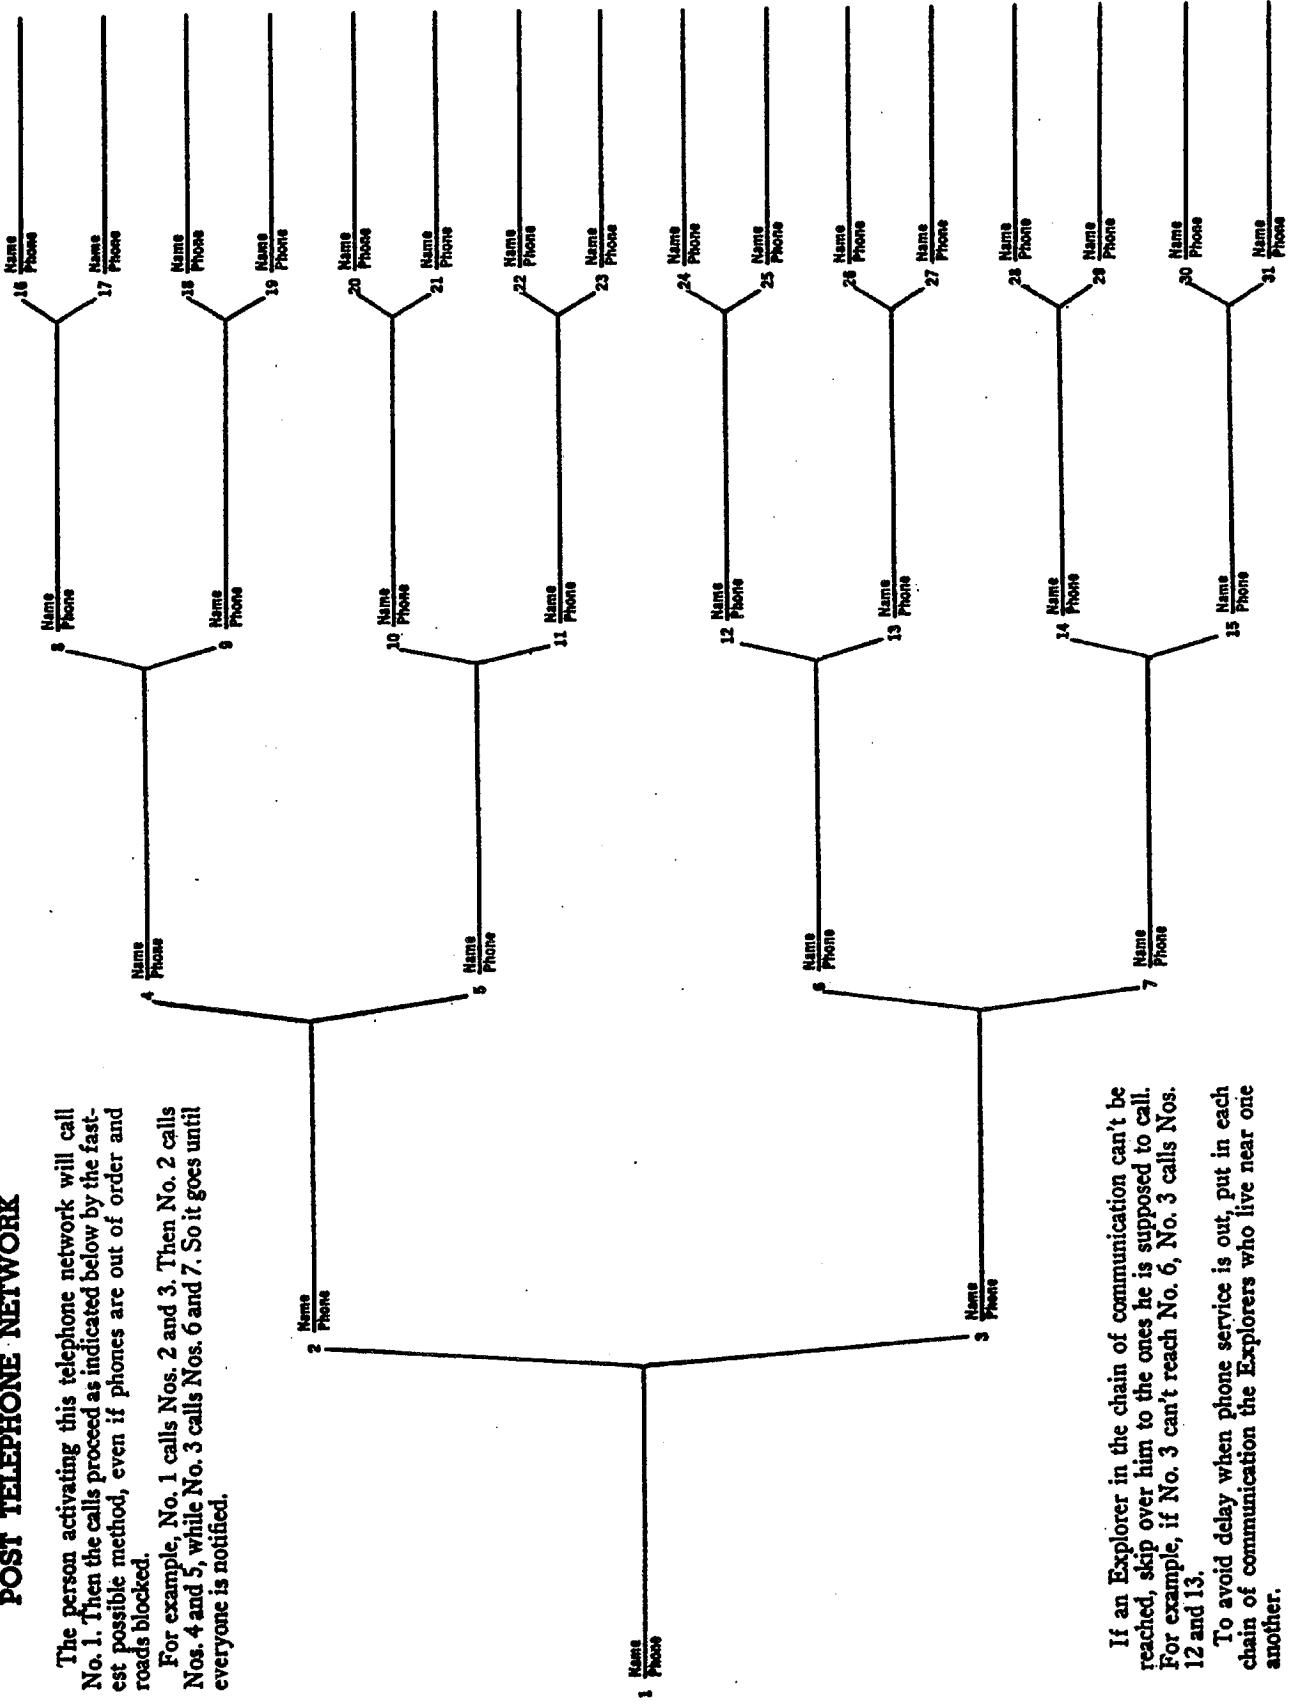 POST TELEPHONE NETWORK
The person activating this telephone network will call
No. 1. Then the calls proceed as indicated below by the fast-
est possible method, even if phones are out of order and
roads blocked.
For example, No. 1 calls Nos. 2 and 3. Then No. 2 calls
Nos. 4 and 5, while No. 3 calls Nos. 6 and 7. So it goes until
everyone is notified.
1 Name
Phone
2 Name
Phone
3 Name
Phone
4 Name
Phone
5 Name
Phone
6 Name
Phone
7 Name
Phone
8 Name
Phone
9 Name
Phone
10 Name
Phone
11 Name
Phone
12 Name
Phone
13 Name
Phone
14 Name
Phone
15 Name
Phone
16 Name
Phone
17 Name
Phone
18 Name
Phone
19 Name
Phone
20 Name
Phone
21 Name
Phone
22 Name
Phone
23 Name
Phone
24 Name
Phone
25 Name
Phone
26 Name
Phone
27 Name
Phone
28 Name
Phone
29 Name
Phone
30 Name
Phone
31 Name
Phone
If an Explorer in the chain of communication can't be
reached, skip over him to the ones he is supposed to call.
For example, if No. 3 can't reach No. 6, No. 3 calls Nos.
12 and 13.
To avoid delay when phone service is out, put in each
chain of communication the Explorers who live near one
another.